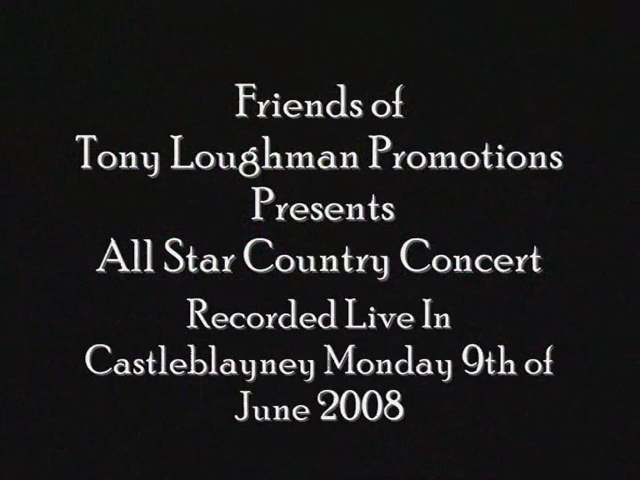 Friends of
Tony Loughman Promotions
Presents
All Star Country Concert
Recorded Live In
Castleblayney Monday 9th of
June 2008